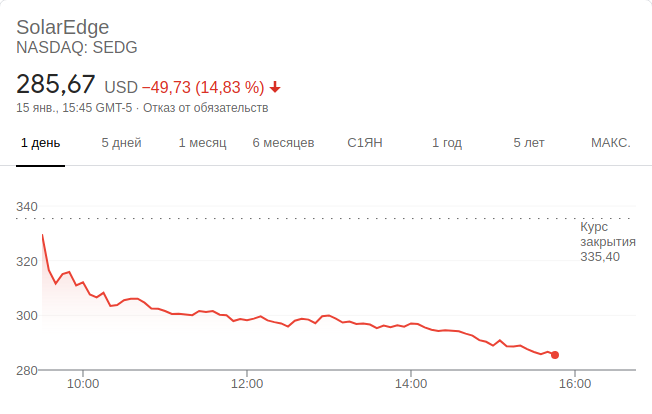 SolarEdge
NASDAQ: SEDG
285,67 USD −49,73 (14,83 %)
15 янв., 15:45 GMT-5 · Отказ от обязательств
1 день 5 дней 1 месяц 6 месяцев С1ЯН 1 год 5 лет МАКС.
340
Курс
закрытия
335,40
320
300
280
10:00 12:00 14:00 16:00